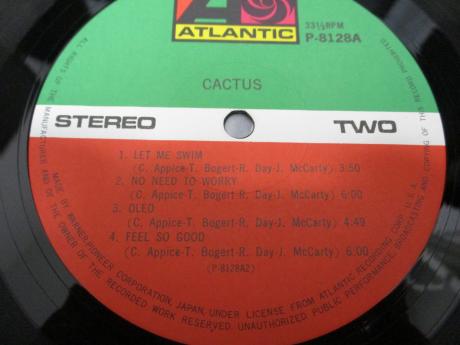 ATLANTIC
33⅓RPM
P-8128A
CACTUS
STEREO
TWO
1. LET ME SWIM
(C. Appice-T. Bogert-R. Day-J. McCarty) 3:50
2. NO NEED TO WORRY
(C. Appice-T. Bogert-R. Day-J. McCarty) 6:00
3. OLEO
(C. Appice-T. Bogert-R. Day-J. McCarty) 4:49
4. FEEL SO GOOD
(C. Appice-T. Bogert-R. Day-J. McCarty) 6:00
(P-8128A2)
MADE BY WARNER-PIONEER CORPORATION, JAPAN, UNDER LICENSE FROM ATLANTIC RECORDING CORP., U.S.A.
ALL RIGHTS OF THE MANUFACTURER AND OF THE OWNER OF THE RECORDED WORK RESERVED. UNAUTHORIZED PUBLIC PERFORMANCE, BROADCASTING AND COPYING OF THIS RECORD PROHIBITED